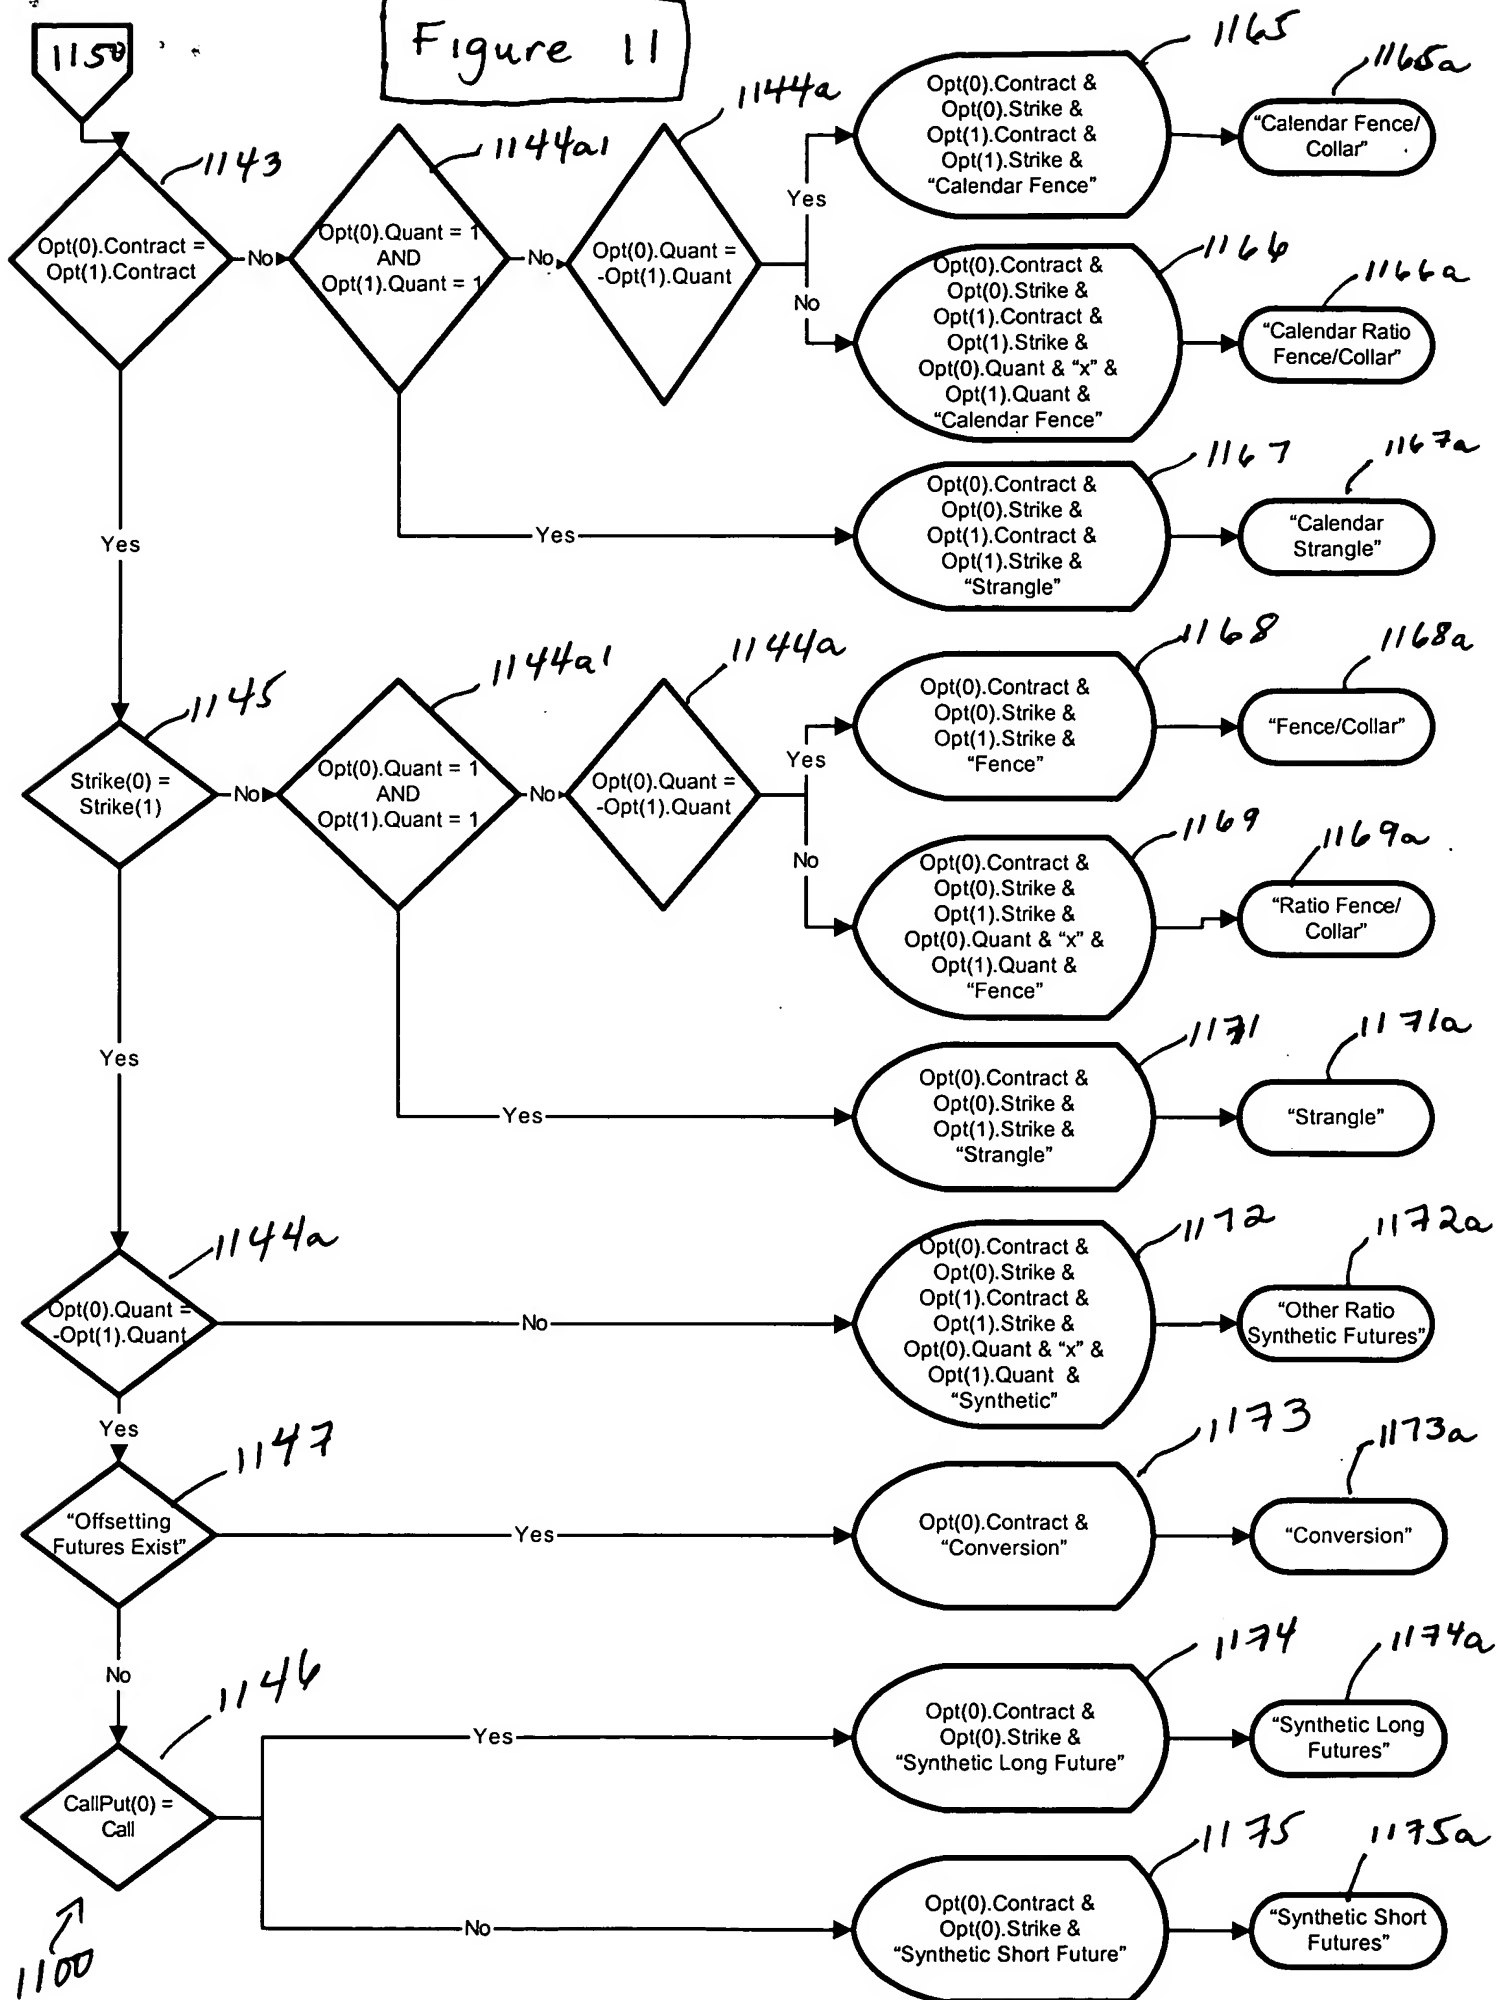 1150
Figure 11
1143
1144a1
1144a
1165
1165a
Opt(0).Contract =
Opt(1).Contract
No
Opt(0).Quant = 1
AND
Opt(1).Quant = 1
No
Opt(0).Quant =
-Opt(1).Quant
Yes
No
Opt(0).Contract &
Opt(0).Strike &
Opt(1).Contract &
Opt(1).Strike &
“Calendar Fence”
“Calendar Fence/
Collar”
1166
1166a
Opt(0).Contract &
Opt(0).Strike &
Opt(1).Contract &
Opt(1).Strike &
Opt(0).Quant & “x” &
Opt(1).Quant &
“Calendar Fence”
“Calendar Ratio
Fence/Collar”
1167
1167a
Yes
Yes
Opt(0).Contract &
Opt(0).Strike &
Opt(1).Contract &
Opt(1).Strike &
“Strangle”
“Calendar
Strangle”
1145
1144a1
1144a
1168
1168a
Strike(0) =
Strike(1)
No
Opt(0).Quant = 1
AND
Opt(1).Quant = 1
No
Opt(0).Quant =
-Opt(1).Quant
Yes
No
Opt(0).Contract &
Opt(0).Strike &
Opt(1).Strike &
“Fence”
“Fence/Collar”
1169
1169a
Opt(0).Contract &
Opt(0).Strike &
Opt(1).Strike &
Opt(0).Quant & “x” &
Opt(1).Quant &
“Fence”
“Ratio Fence/
Collar”
1171
1171a
Yes
Yes
Opt(0).Contract &
Opt(0).Strike &
Opt(1).Strike &
“Strangle”
“Strangle”
1144a
1172
1172a
Opt(0).Quant =
-Opt(1).Quant
No
Opt(0).Contract &
Opt(0).Strike &
Opt(1).Contract &
Opt(1).Strike &
Opt(0).Quant & “x” &
Opt(1).Quant &
“Synthetic”
“Other Ratio
Synthetic Futures”
Yes
1147
1173
1173a
“Offsetting
Futures Exist”
Yes
Opt(0).Contract &
“Conversion”
“Conversion”
No
1146
1174
1174a
CallPut(0) =
Call
Yes
Opt(0).Contract &
Opt(0).Strike &
“Synthetic Long Future”
“Synthetic Long
Futures”
1175
1175a
No
Opt(0).Contract &
Opt(0).Strike &
“Synthetic Short Future”
“Synthetic Short
Futures”
1100